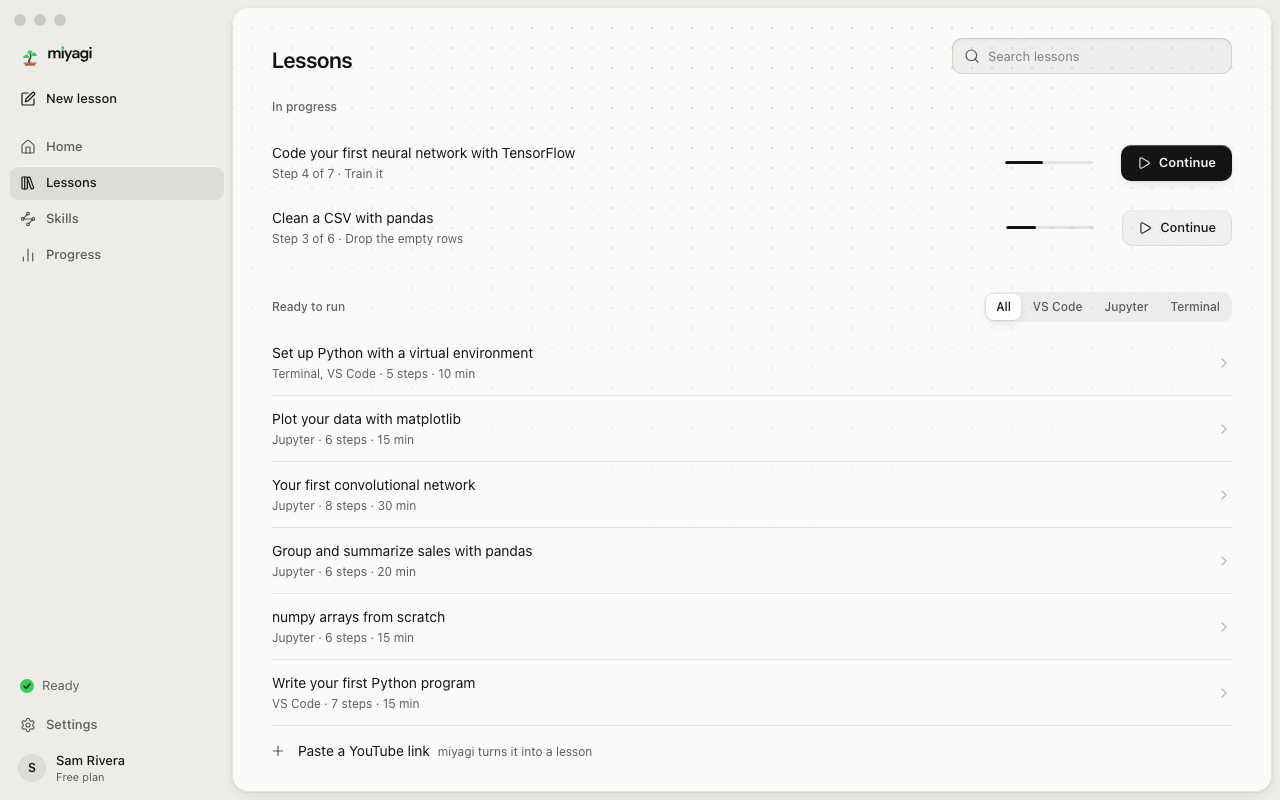 miyagi
New lesson
Home
Lessons
Skills
Progress
Ready
Settings
S
Sam Rivera
Free plan
Lessons
Search lessons
In progress
Code your first neural network with TensorFlow
Step 4 of 7 · Train it
Continue
Clean a CSV with pandas
Step 3 of 6 · Drop the empty rows
Continue
Ready to run
All VS Code Jupyter Terminal
Set up Python with a virtual environment
Terminal, VS Code · 5 steps · 10 min
Plot your data with matplotlib
Jupyter · 6 steps · 15 min
Your first convolutional network
Jupyter · 8 steps · 30 min
Group and summarize sales with pandas
Jupyter · 6 steps · 20 min
numpy arrays from scratch
Jupyter · 6 steps · 15 min
Write your first Python program
VS Code · 7 steps · 15 min
Paste a YouTube link miyagi turns it into a lesson